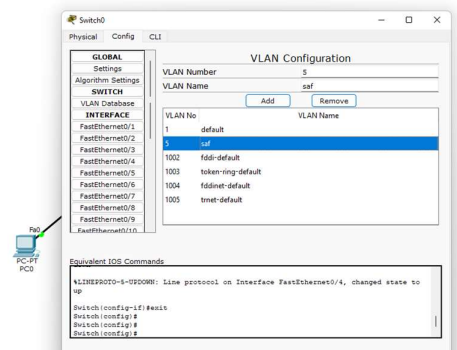 Switch0
Physical Config CLI
GLOBAL
Settings
Algorithm Settings
SWITCH
VLAN Database
INTERFACE
FastEthernet0/1
FastEthernet0/2
FastEthernet0/3
FastEthernet0/4
FastEthernet0/5
FastEthernet0/6
FastEthernet0/7
FastEthernet0/8
FastEthernet0/9
FastEthernet0/10
VLAN Configuration
VLAN Number 5
VLAN Name saf
Add Remove
VLAN No VLAN Name
1 default
5 saf
1002 fddi-default
1003 token-ring-default
1004 fddinet-default
1005 trnet-default
Fa0
PC-PT
PC0
Equivalent IOS Commands
%LINEPROTO-5-UPDOWN: Line protocol on Interface FastEthernet0/4, changed state to
up
Switch(config-if)#exit
Switch(config)#
Switch(config)#
Switch(config)#